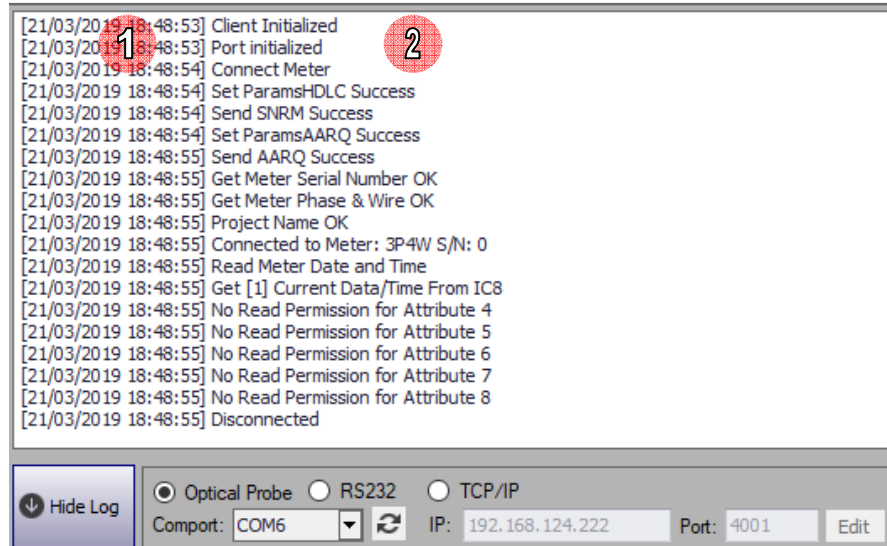 [21/03/2019 18:48:53] Client Initialized
[21/03/2019 18:48:53] Port initialized
1
2
[21/03/2019 18:48:54] Connect Meter
[21/03/2019 18:48:54] Set ParamsHDLC Success
[21/03/2019 18:48:54] Send SNRM Success
[21/03/2019 18:48:54] Set ParamsAARQ Success
[21/03/2019 18:48:55] Send AARQ Success
[21/03/2019 18:48:55] Get Meter Serial Number OK
[21/03/2019 18:48:55] Get Meter Phase & Wire OK
[21/03/2019 18:48:55] Project Name OK
[21/03/2019 18:48:55] Connected to Meter: 3P4W S/N: 0
[21/03/2019 18:48:55] Read Meter Date and Time
[21/03/2019 18:48:55] Get [1] Current Data/Time From IC8
[21/03/2019 18:48:55] No Read Permission for Attribute 4
[21/03/2019 18:48:55] No Read Permission for Attribute 5
[21/03/2019 18:48:55] No Read Permission for Attribute 6
[21/03/2019 18:48:55] No Read Permission for Attribute 7
[21/03/2019 18:48:55] No Read Permission for Attribute 8
[21/03/2019 18:48:55] Disconnected
Hide Log
Optical Probe RS232 TCP/IP
Comport: COM6 IP: 192.168.124.222 Port: 4001 Edit